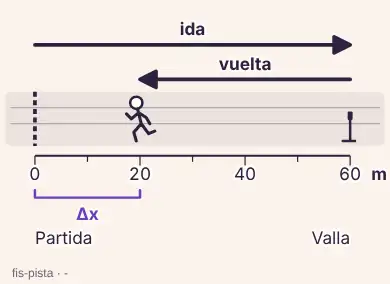 ida
vuelta
0 20 40 60 m
Δx
Partida Valla
fis-pista · -